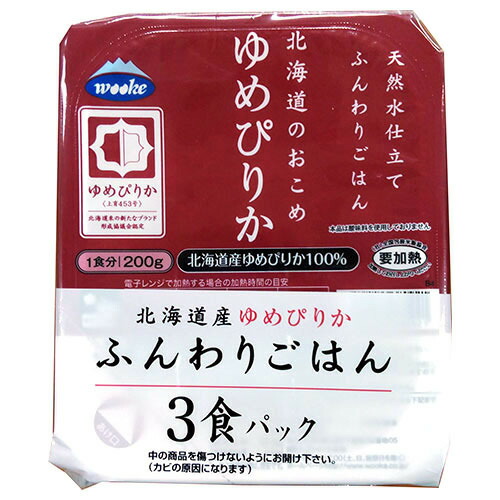 天然水仕立て
ふんわりごはん
北海道のおこめ
ゆめぴりか
wooke
ゆめぴりか
(上育453号)
北海道米の新たなブランド
形成協議会認定
本品は酸味料を使用しておりません
1食分 200g
北海道産ゆめぴりか100%
要加熱
電子レンジで加熱する場合の加熱時間の目安
北海道産ゆめぴりか
ふんわりごはん
3食パック
あけ口
中の商品を傷つけないようにお開け下さい。
(カビの原因になります)